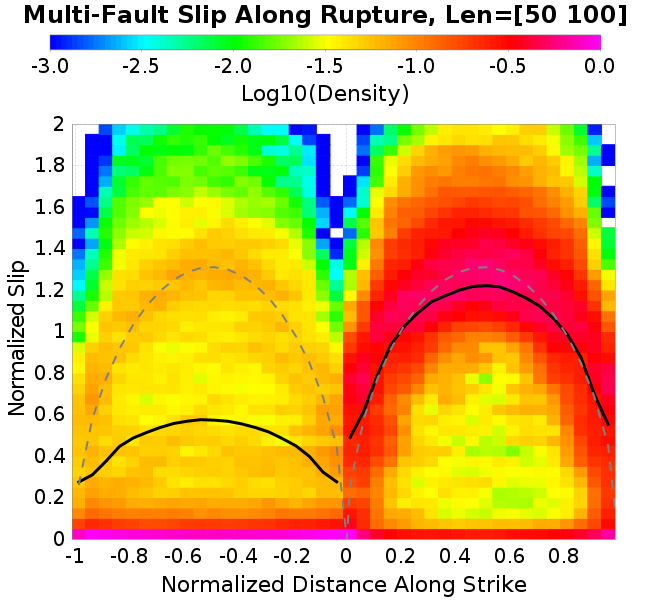 Multi-Fault Slip Along Rupture, Len=[50 100]
-3.0 -2.5 -2.0 -1.5 -1.0 -0.5 0.0
Log10(Density)
2
1.8
1.6
1.4
1.2
1
0.8
0.6
0.4
0.2
0
Normalized Slip
-1 -0.8 -0.6 -0.4 -0.2 0 0.2 0.4 0.6 0.8
Normalized Distance Along Strike